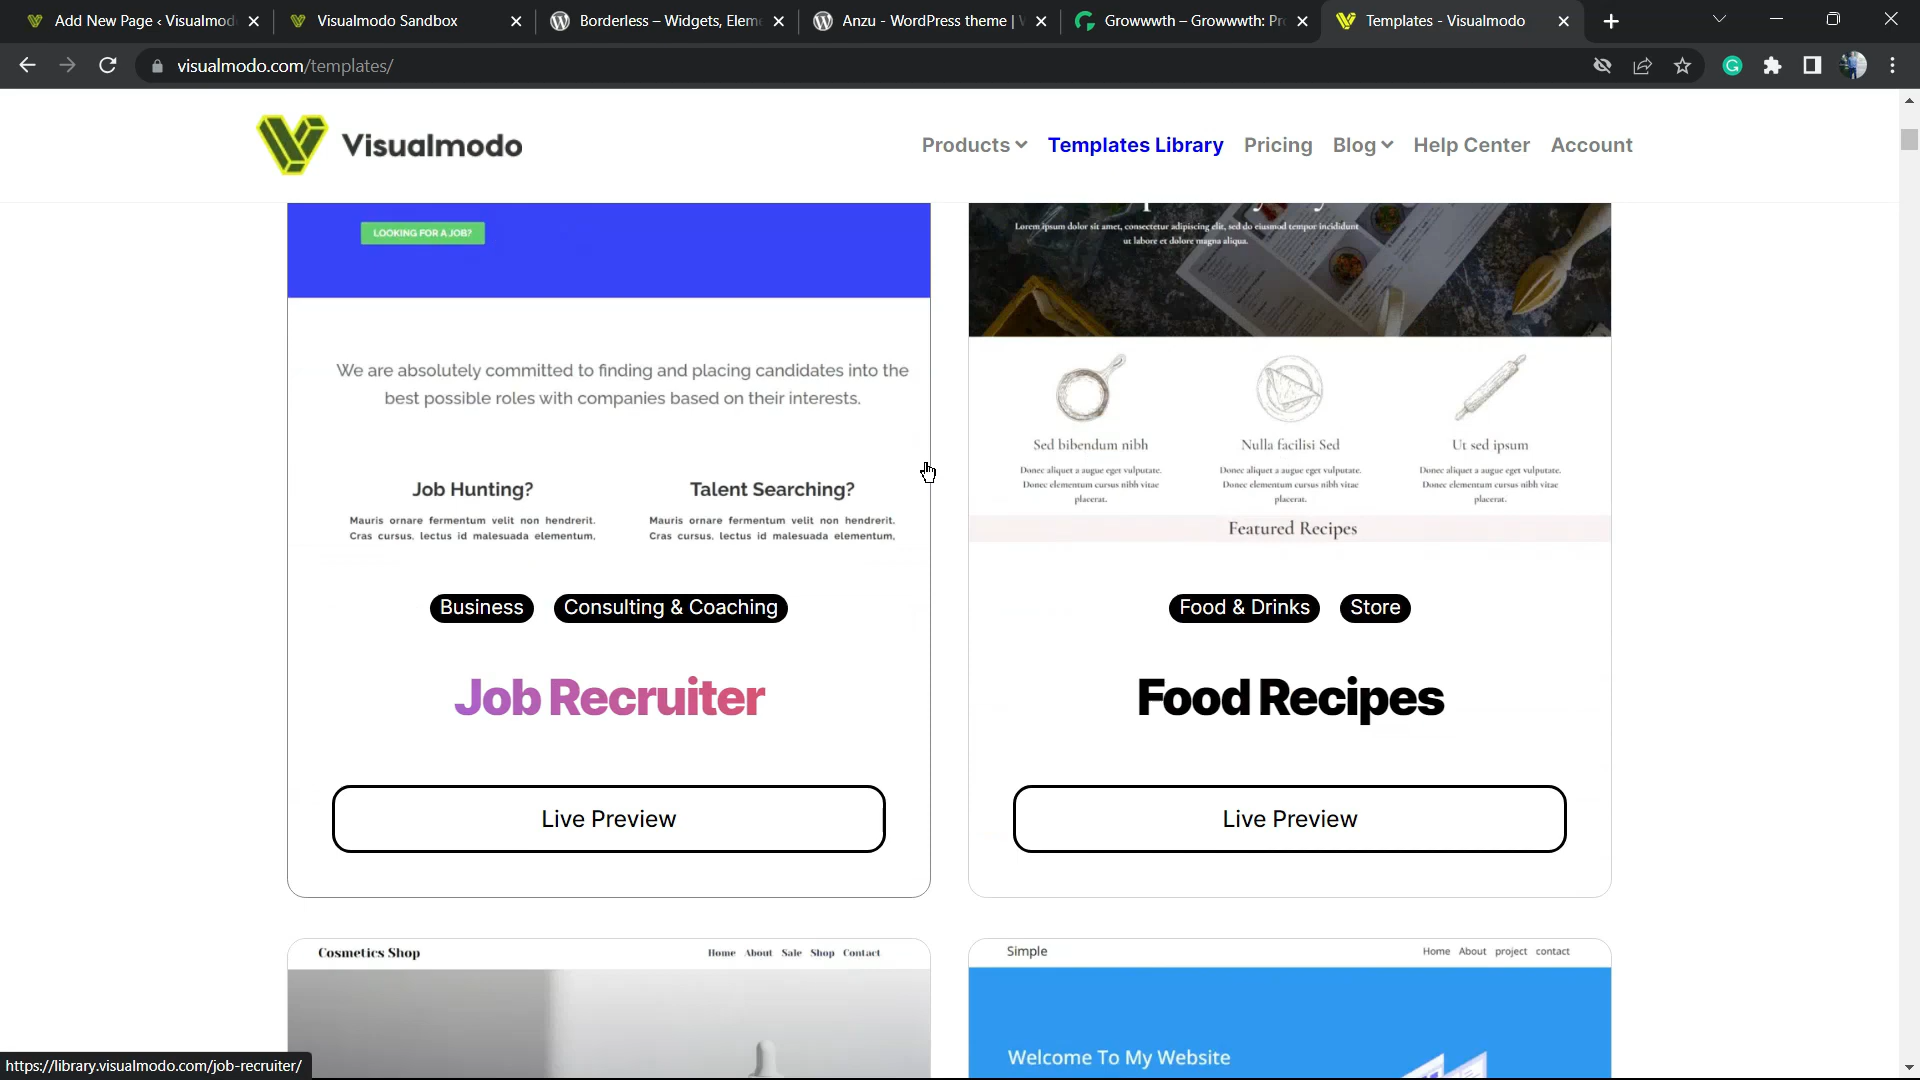 Add New Page ‹ Visualmod
Visualmodo Sandbox
Borderless – Widgets, Elem
Anzu - WordPress theme |
Growwwth – Growwwth: Pr
Templates - Visualmodo
visualmodo.com/templates/
Visualmodo
Products
Templates Library
Pricing
Blog
Help Center
Account
LOOKING FOR A JOB?
We are absolutely committed to finding and placing candidates into the
best possible roles with companies based on their interests.
Job Hunting?
Mauris ornare fermentum velit non hendrerit.
Cras cursus, lectus id malesuada elementum,
Talent Searching?
Mauris ornare fermentum velit non hendrerit.
Cras cursus, lectus id malesuada elementum,
Business
Consulting & Coaching
Job Recruiter
Live Preview
Lorem ipsum dolor sit amet, consectetur adipiscing elit, sed do eiusmod tempor incididunt
ut labore et dolore magna aliqua.
Sed bibendum nibh
Donec aliquet a augue eget vulputate.
Donec elementum cursus nibh vitae
placerat.
Nulla facilisi Sed
Donec aliquet a augue eget vulputate.
Donec elementum cursus nibh vitae
placerat.
Ut sed ipsum
Donec aliquet a augue eget vulputate.
Donec elementum cursus nibh vitae
placerat.
Featured Recipes
Food & Drinks
Store
Food Recipes
Live Preview
Cosmetics Shop
Home About Sale Shop Contact
Simple
Home About project contact
Welcome To My Website
https://library.visualmodo.com/job-recruiter/